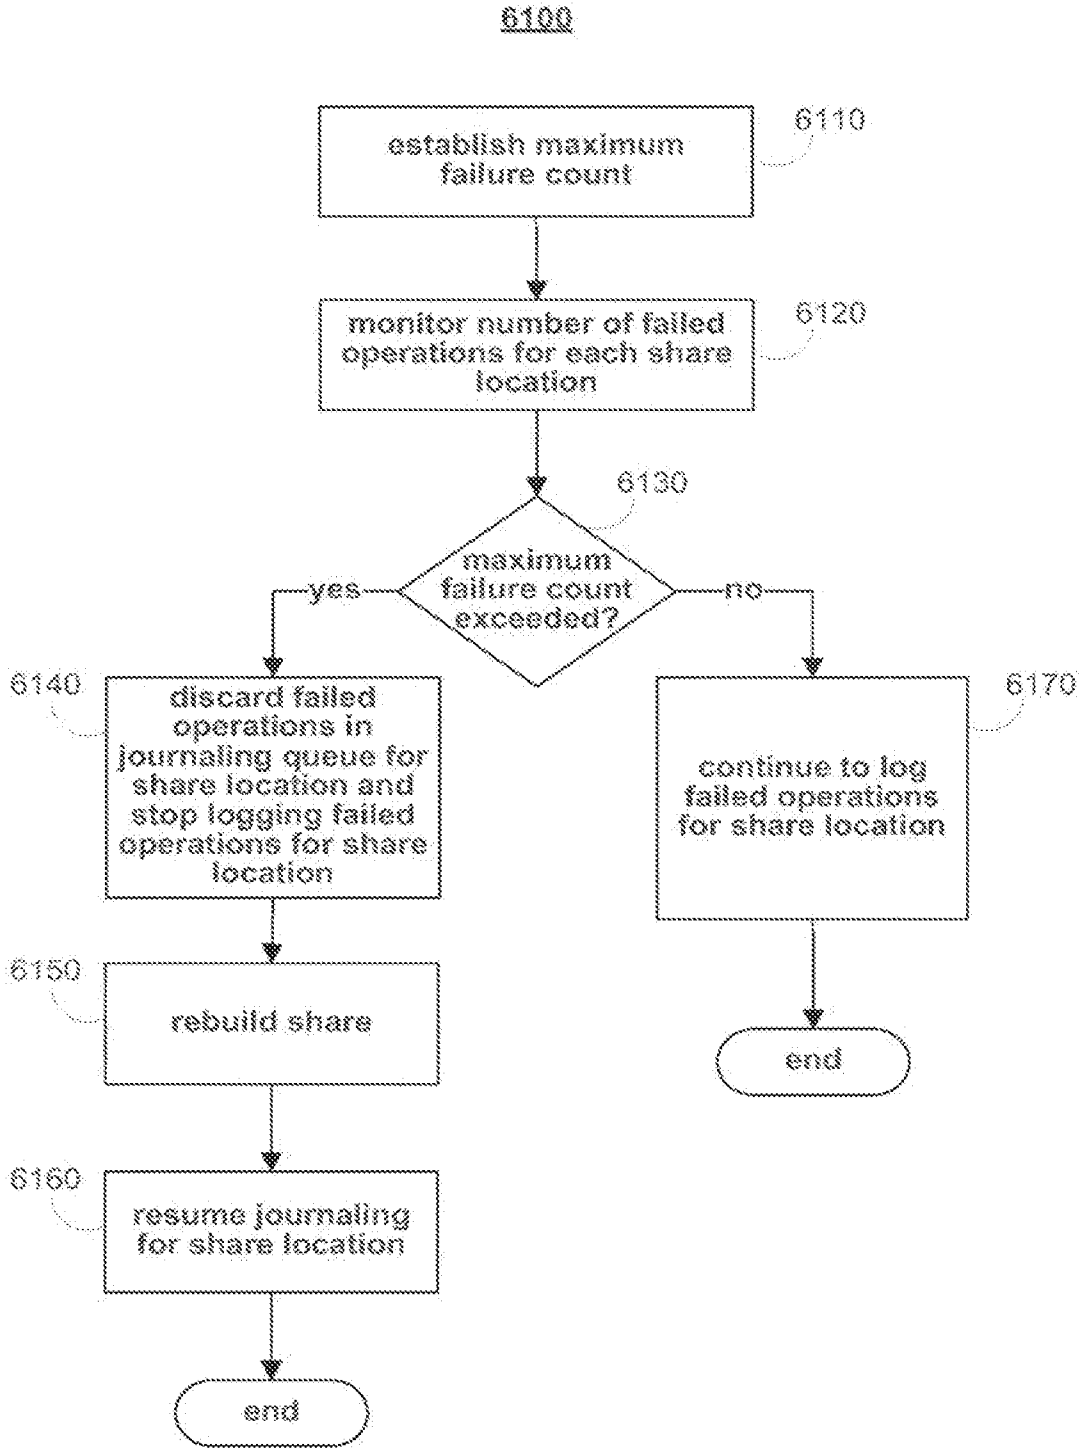 6100
establish maximum
failure count
6110
monitor number of failed
operations for each share
location
6120
6130
maximum
failure count
exceeded?
yes
no
6140
discard failed
operations in
journaling queue for
share location and
stop logging failed
operations for share
location
6170
continue to log
failed operations
for share location
6150
rebuild share
end
6160
resume journaling
for share location
end